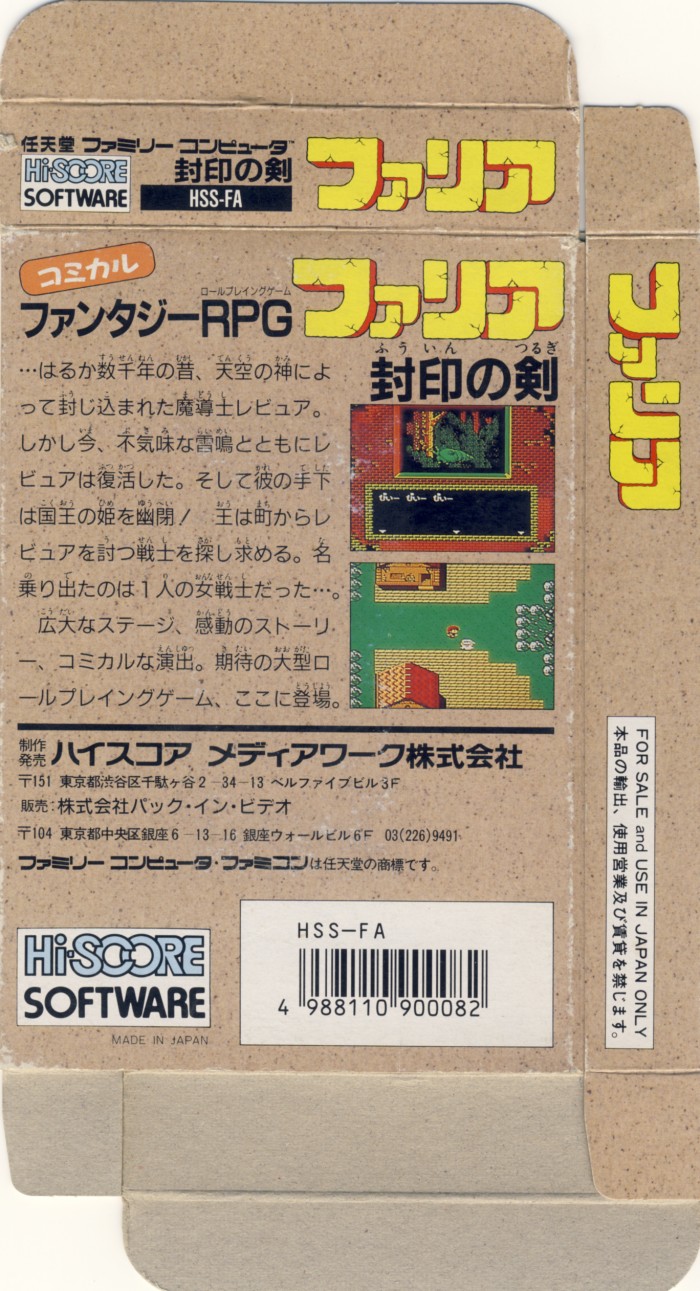 任天堂 ファミリー コンピュータ™
Hi-SCORE
SOFTWARE
封印の剣
HSS-FA
ファリア
コミカル
ロールプレイングゲーム
ファンタジーRPG
ファリア
ふういん つるぎ
封印の剣
…はるか数千年の昔、天空の神によ
って封じ込まれた魔導士レビュア。
しかし今、不気味な雷鳴とともにレ
ビュアは復活した。そして彼の手下
は国王の姫を幽閉！ 王は町からレ
ビュアを討つ戦士を探し求める。名
乗り出たのは1人の女戦士だった…。
広大なステージ、感動のストーリ
ー、コミカルな演出。期待の大型ロ
ールプレイングゲーム、ここに登場。
制作
発売
ハイスコア メディアワーク株式会社
〒151 東京都渋谷区千駄ヶ谷2-34-13 ベルファイブビル3F
販売:株式会社パック・イン・ビデオ
〒104 東京都中央区銀座6-13-16 銀座ウォールビル6F 03(226)9491
ファミリー コンピュータ・ファミコンは任天堂の商標です。
Hi-SCORE
SOFTWARE
MADE IN JAPAN
HSS-FA
4 988110 900082
ファリア
FOR SALE and USE IN JAPAN ONLY
本品の輸出、使用営業及び賃貸を禁じます。